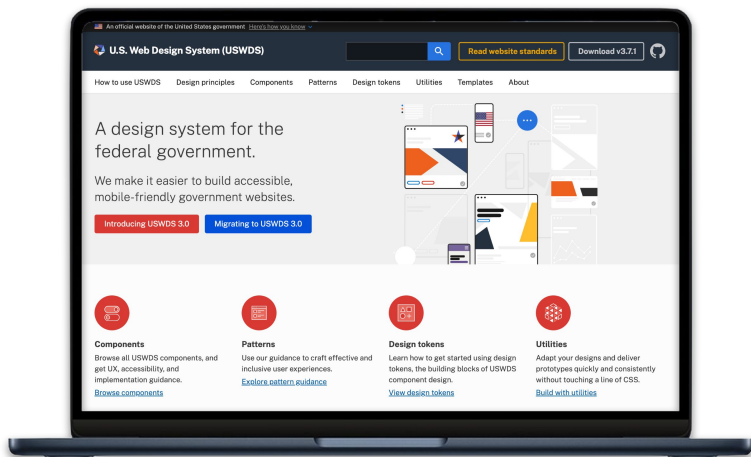 An official website of the United States government Here's how you know
U.S. Web Design System (USWDS)
Read website standards
Download v3.7.1
How to use USWDS Design principles Components Patterns Design tokens Utilities Templates About
A design system for the
federal government.
We make it easier to build accessible,
mobile-friendly government websites.
Introducing USWDS 3.0
Migrating to USWDS 3.0
Components
Browse all USWDS components, and
get UX, accessibility, and
implementation guidance.
Browse components
Patterns
Use our guidance to craft effective and
inclusive user experiences.
Explore pattern guidance
Design tokens
Learn how to get started using design
tokens, the building blocks of USWDS
component design.
View design tokens
Utilities
Adapt your designs and deliver
prototypes quickly and consistently
without touching a line of CSS.
Build with utilities